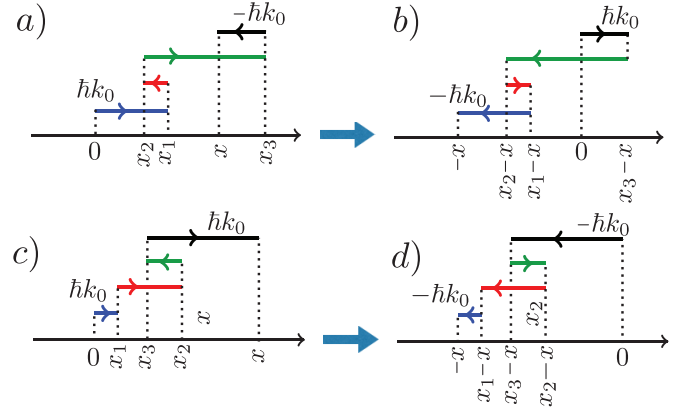 a)
-ħk₀
ħk₀
0
x₂
x₁
x
x₃
b)
ħk₀
-ħk₀
-x
x₂-x
x₁-x
0
x₃-x
c)
ħk₀
ħk₀
x
0
x₁
x₃
x₂
x
d)
-ħk₀
-ħk₀
x₂
-x
x₁-x
x₃-x
x₂-x
0